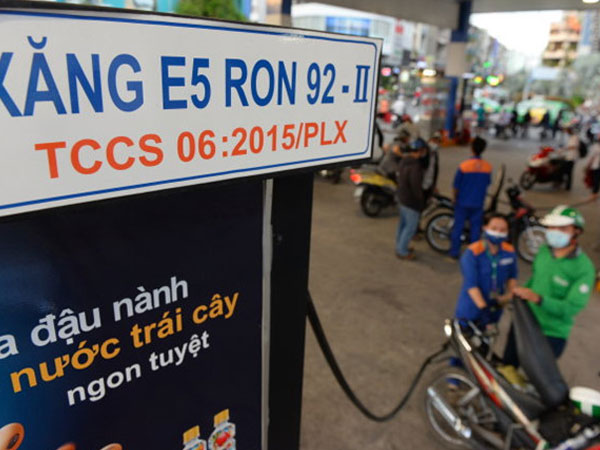 XĂNG E5 RON 92 - II
TCCS 06:2015/PLX
đậu nành
nước trái cây
ngon tuyệt